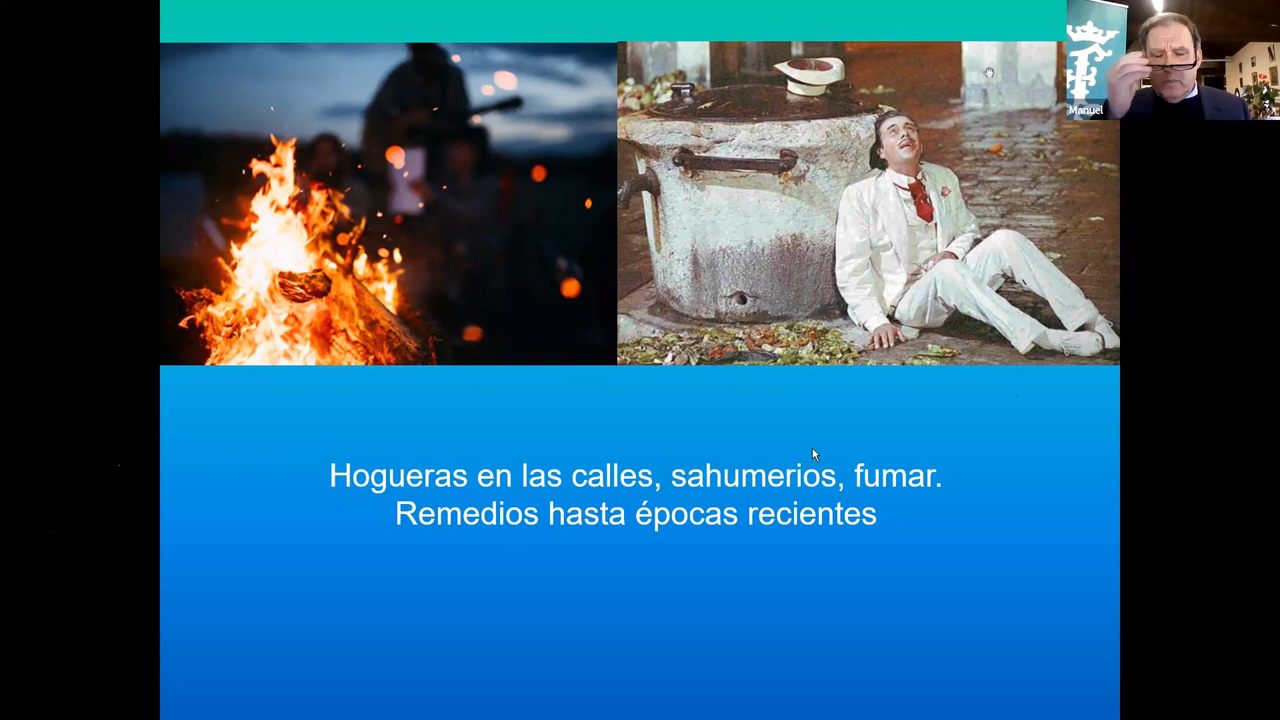 Manuel
Hogueras en las calles, sahumerios, fumar.
Remedios hasta épocas recientes